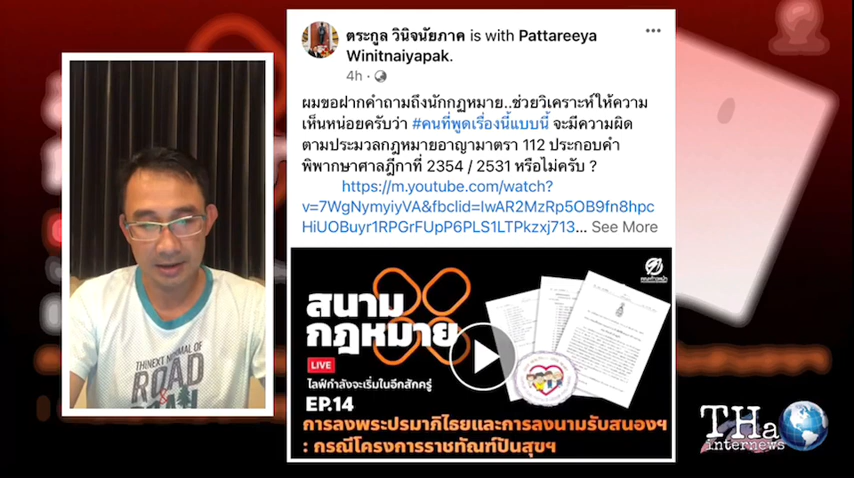 ตระกูล วินิจนัยภาค is with Pattareeya
Winitnaiyapak.
4h ·
ผมขอฝากคำถามถึงนักกฎหมาย..ช่วยวิเคราะห์ให้ความ
เห็นหน่อยครับว่า #คนที่พูดเรื่องนี้แบบนี้ จะมีความผิด
ตามประมวลกฎหมายอาญามาตรา 112 ประกอบคำ
พิพากษาศาลฎีกาที่ 2354 / 2531 หรือไม่ครับ ?
https://m.youtube.com/watch?
v=7WgNymyiyVA&fbclid=IwAR2MzRp5OB9fn8hpc
HiUOBuyr1RPGrFUpP6PLS1LTPkzxj713... See More
สนาม
กฎหมาย
LIVE
ไลฟ์กำลังจะเริ่มในอีกสักครู่
EP.14
การลงพระปรมาภิไธยและการลงนามรับสนองฯ
: กรณีโครงการราชทัณฑ์ปันสุขฯ
คณะก้าวหน้า
THE NEXT NORMAL OF
ROAD
THa
internews